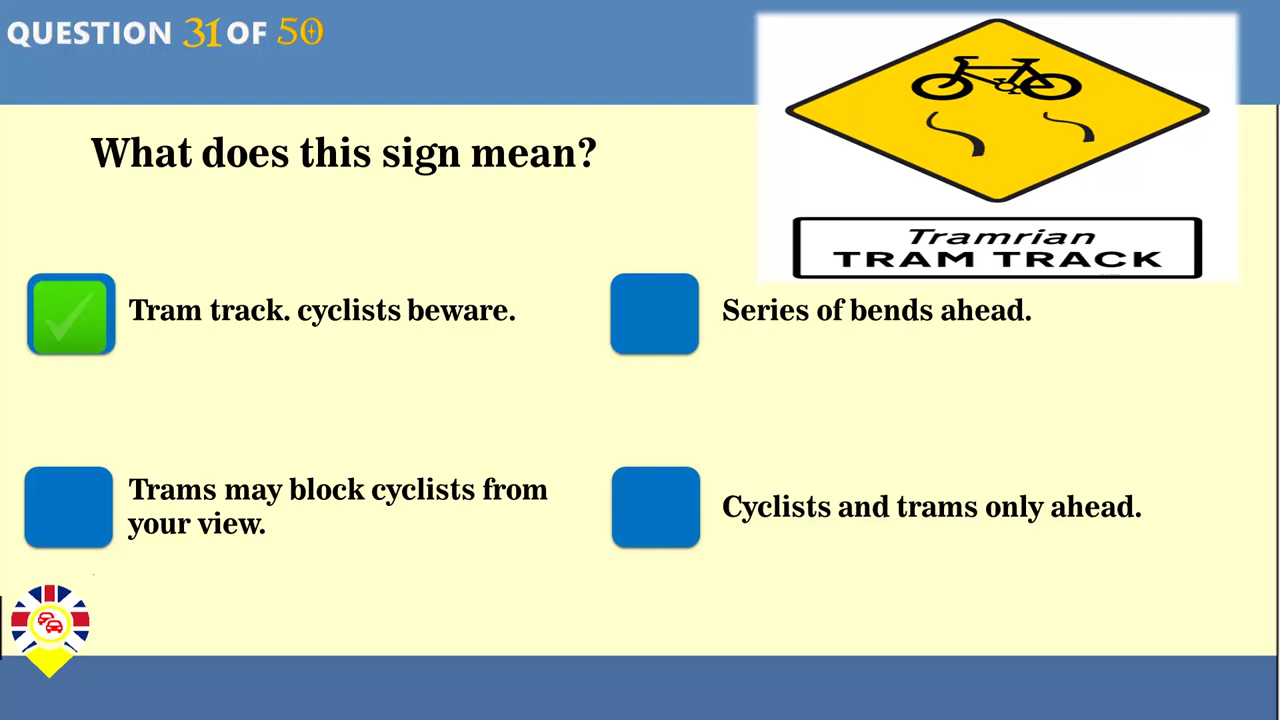 QUESTION 31 OF 50
What does this sign mean?
Tramrian
TRAM TRACK
Tram track. cyclists beware.
Series of bends ahead.
Trams may block cyclists from
your view.
Cyclists and trams only ahead.